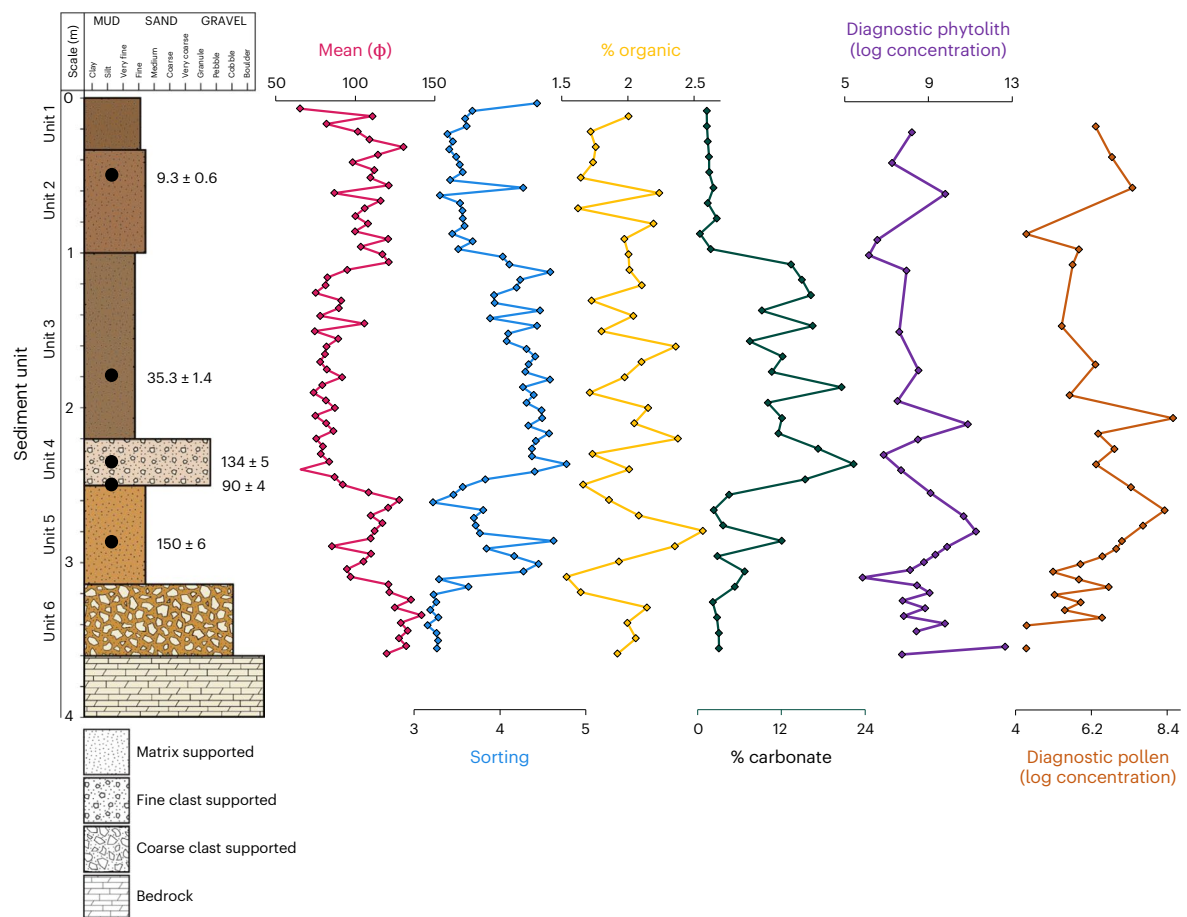 MUD SAND GRAVEL
Scale (m)
Clay
Silt
Very fine
Fine
Medium
Coarse
Very coarse
Granule
Pebble
Cobble
Boulder
Mean (ϕ)
50 100 150
% organic
1.5 2 2.5
Diagnostic phytolith
(log concentration)
5 9 13
Sediment unit
0
1
2
3
4
Unit 1
Unit 2
Unit 3
Unit 4
Unit 5
Unit 6
9.3 ± 0.6
35.3 ± 1.4
134 ± 5
90 ± 4
150 ± 6
3 4 5
Sorting
0 12 24
% carbonate
4 6.2 8.4
Diagnostic pollen
(log concentration)
Matrix supported
Fine clast supported
Coarse clast supported
Bedrock